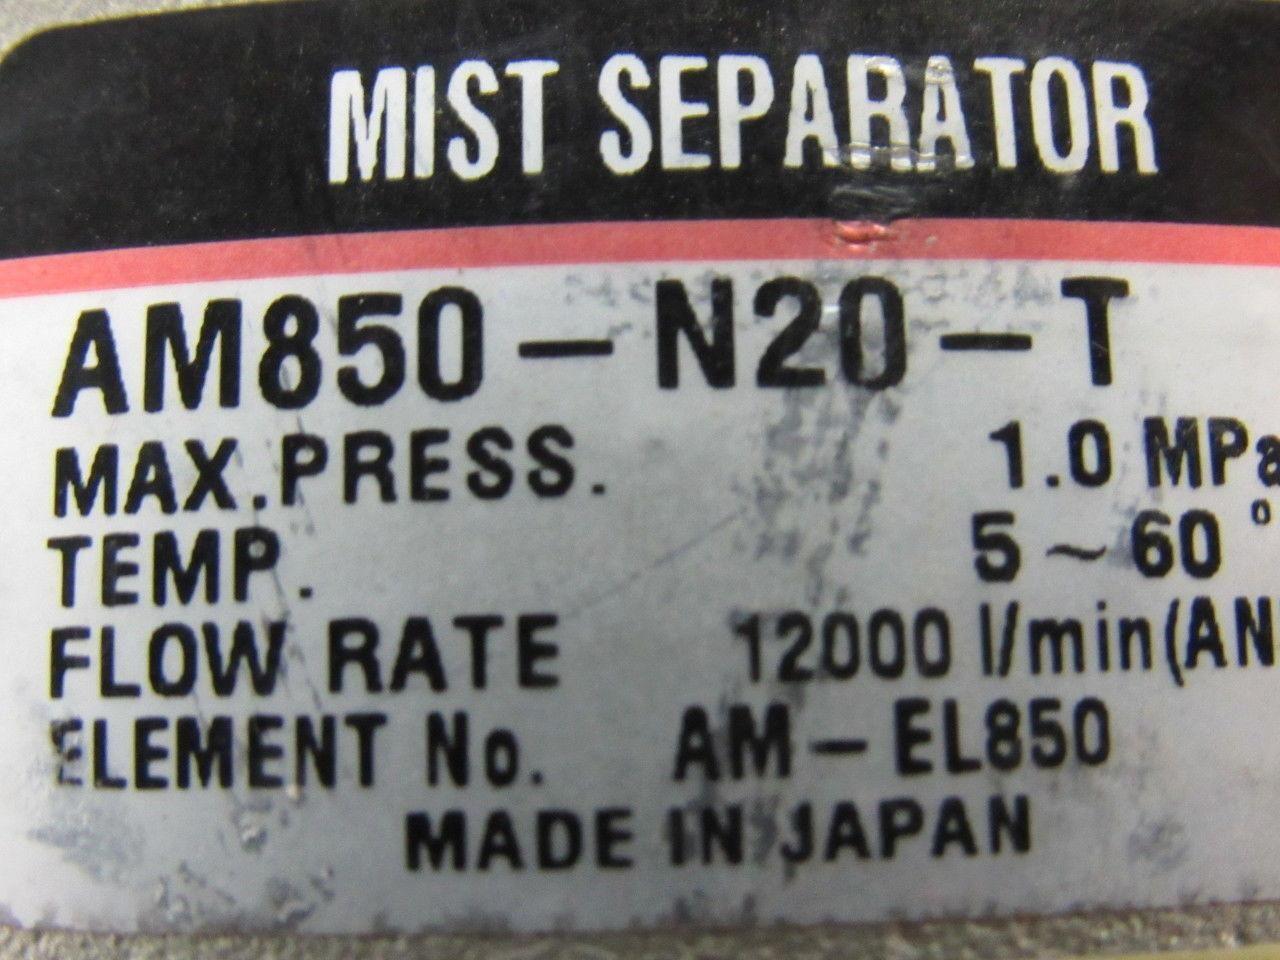 MIST SEPARATOR
AM850-N20-T
MAX.PRESS. 1.0 MPa
TEMP. 5~60°
FLOW RATE 12000 l/min(AN
ELEMENT No. AM-EL850
MADE IN JAPAN